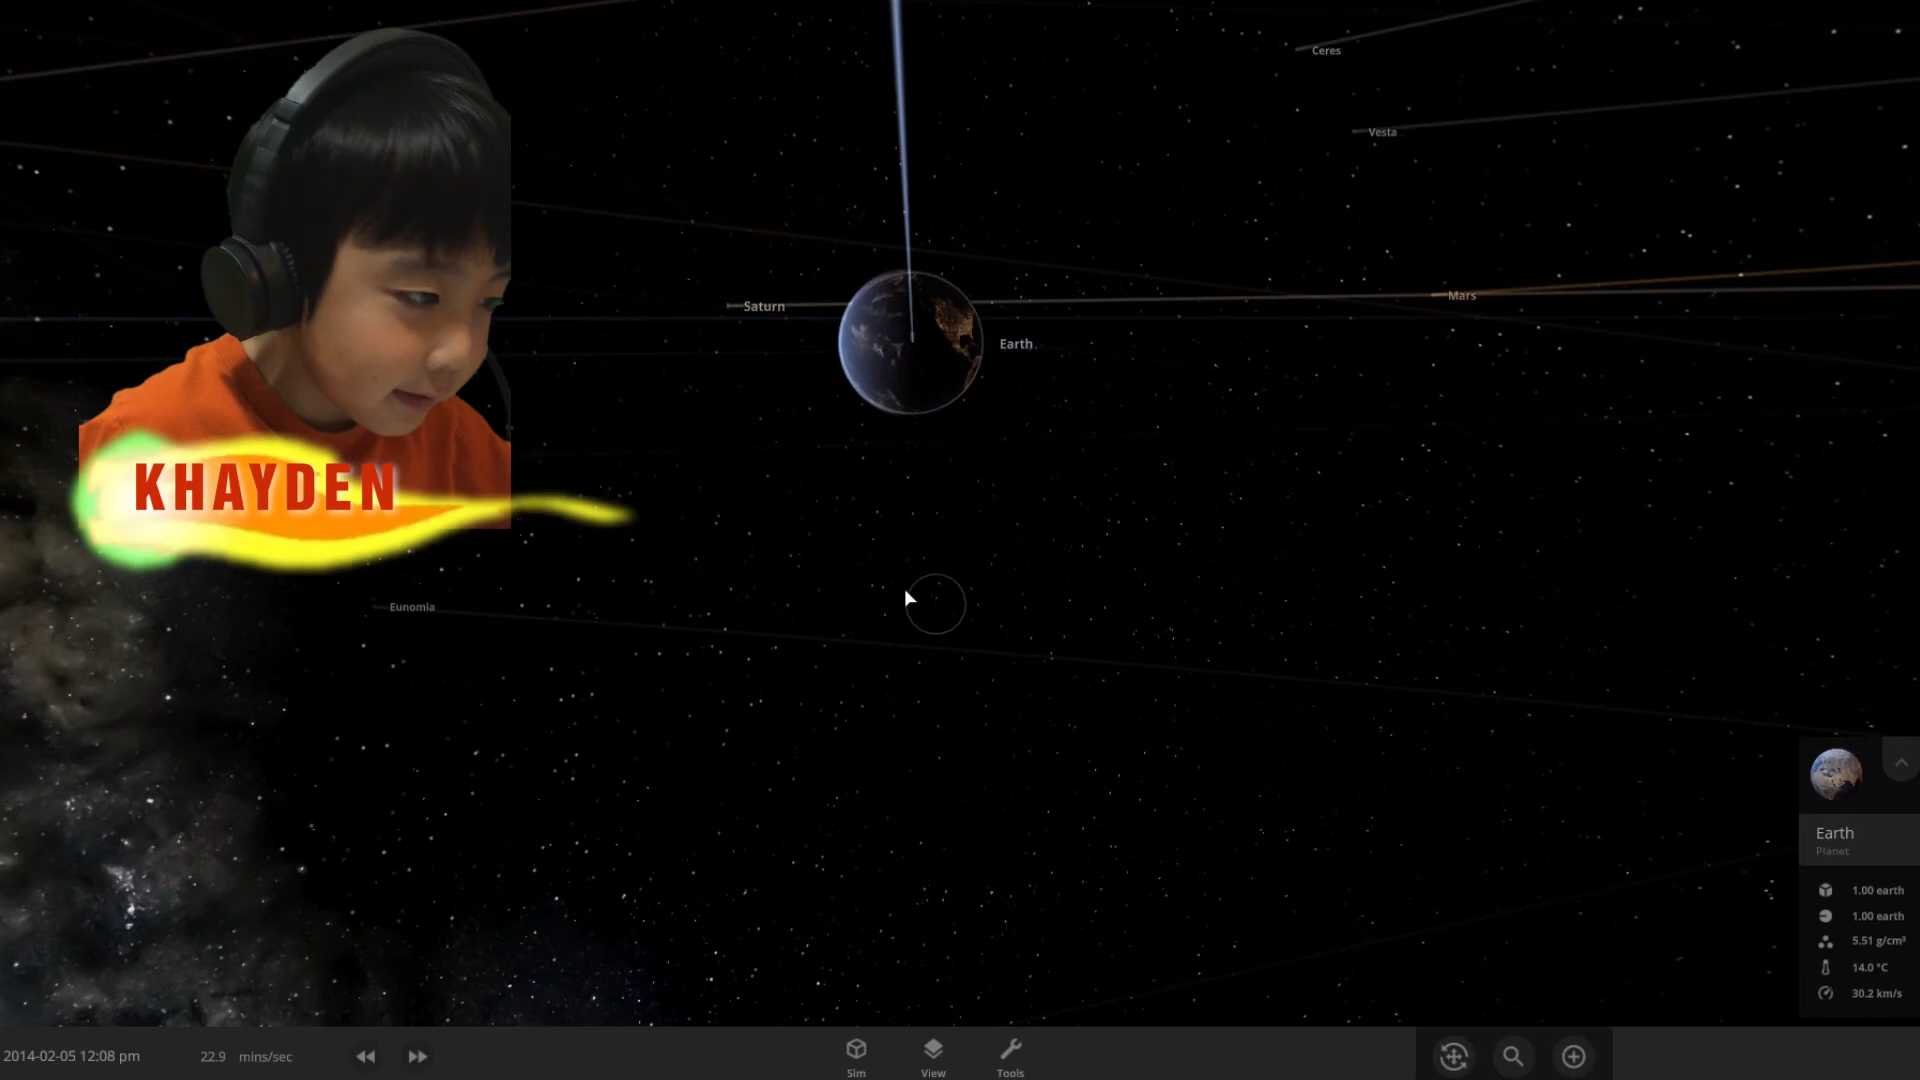 Ceres
Vesta
Saturn
Mars
Earth
KHAYDEN
Eunomia
Earth
Planet
1.00 earth
1.00 earth
5.51 g/cm³
14.0 °C
30.2 km/s
2014-02-05 12:08 pm 22.9 mins/sec
Sim View Tools